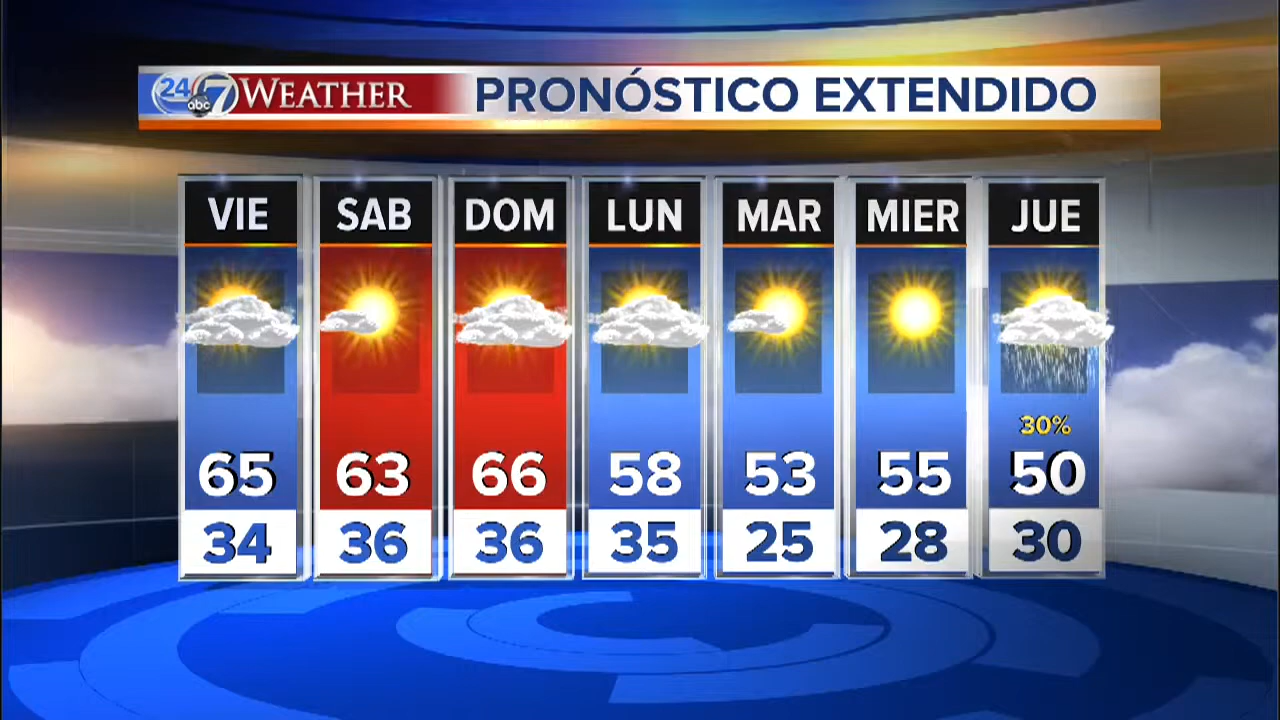 24 abc 7 WEATHER PRONÓSTICO EXTENDIDO
VIE SAB DOM LUN MAR MIER JUE
30%
65 63 66 58 53 55 50
34 36 36 35 25 28 30